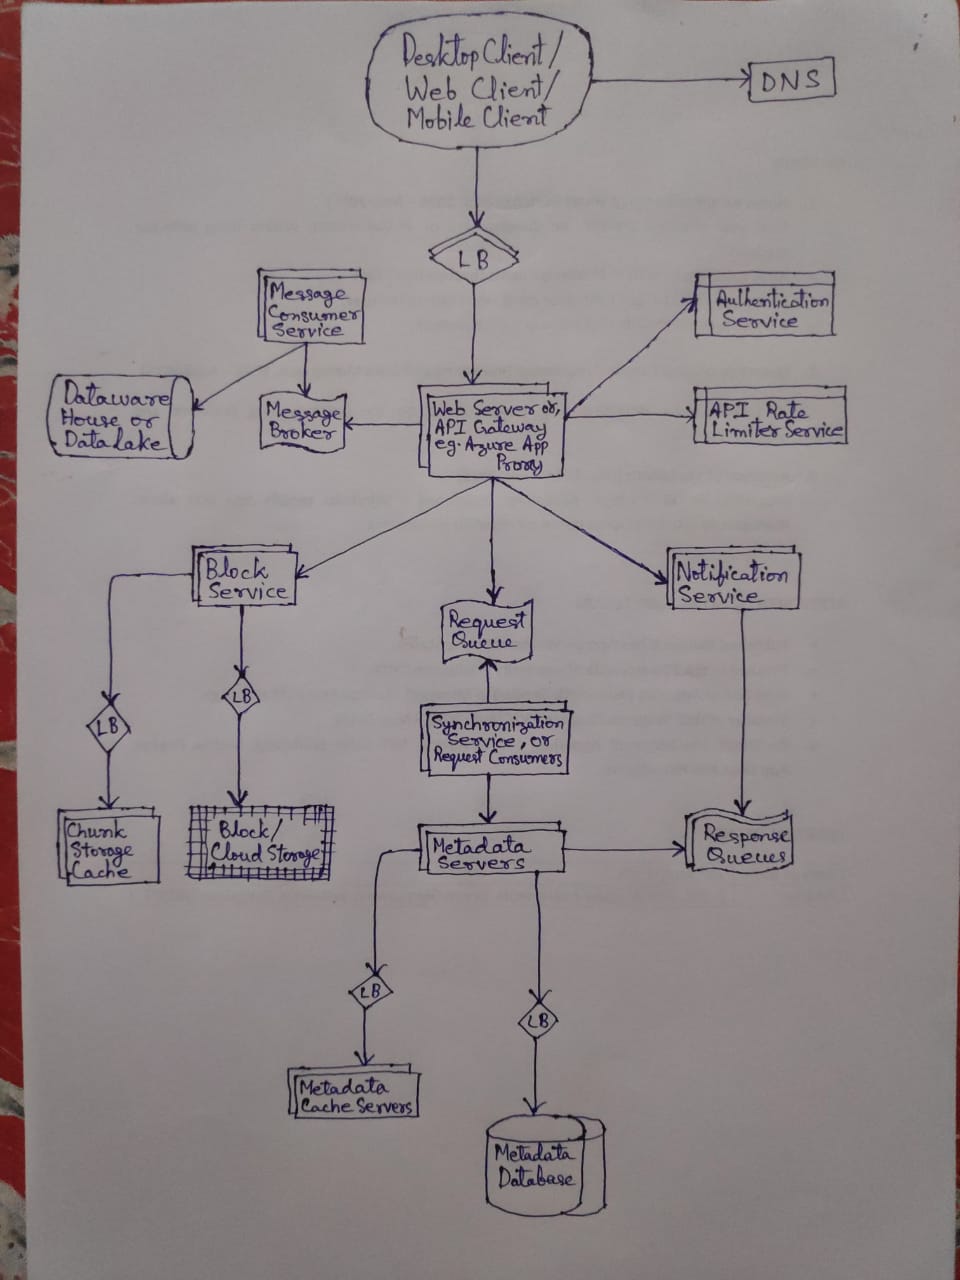 Desktop Client/
Web Client/
Mobile Client
DNS
LB
Message
Consumer
Service
Authentication
Service
Dataware
House or
Data Lake
Message
Broker
Web Server or,
API Gateway
eg. Azure App
Proxy
API Rate
Limiter Service
Block
Service
Notification
Service
Request
Queue
LB
LB
Synchronization
Service, or
Request Consumers
Chunk
Storage
Cache
Block/
Cloud Storage
Metadata
Servers
Response
Queues
LB
LB
Metadata
Cache Servers
Metadata
Database